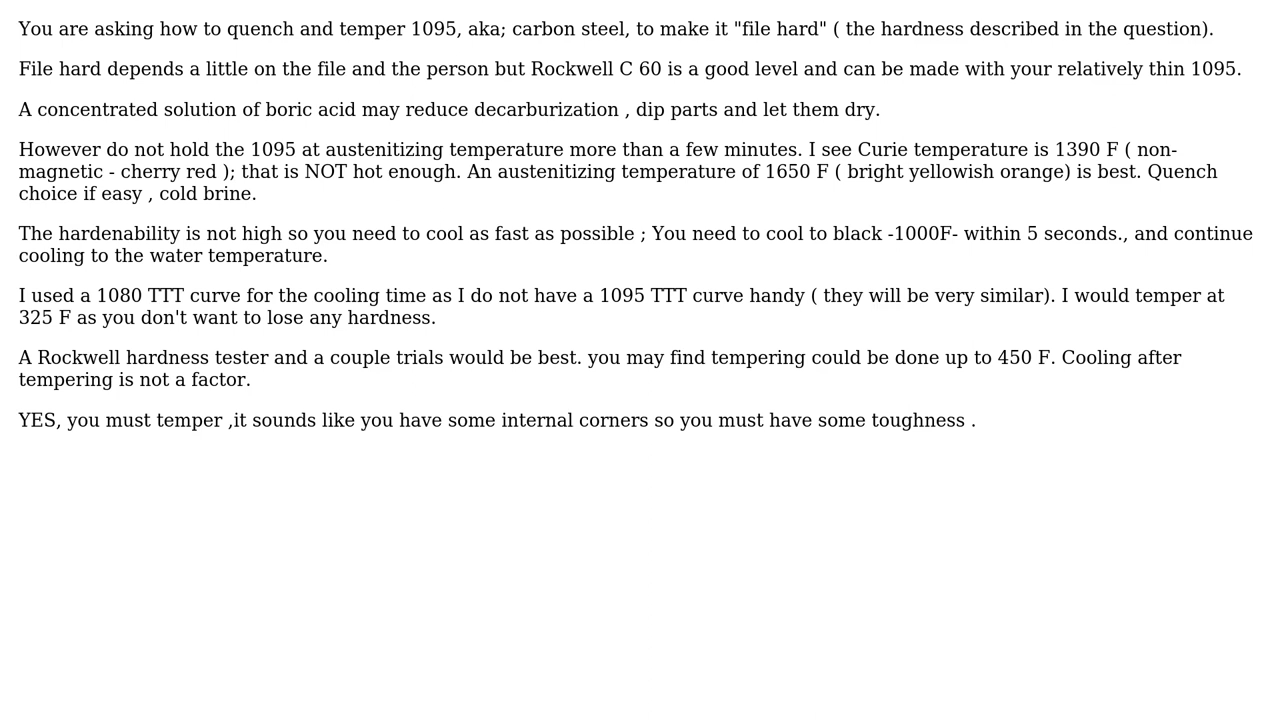 You are asking how to quench and temper 1095, aka; carbon steel, to make it "file hard" ( the hardness described in the question).
File hard depends a little on the file and the person but Rockwell C 60 is a good level and can be made with your relatively thin 1095.
A concentrated solution of boric acid may reduce decarburization , dip parts and let them dry.
However do not hold the 1095 at austenitizing temperature more than a few minutes. I see Curie temperature is 1390 F ( non-
magnetic - cherry red ); that is NOT hot enough. An austenitizing temperature of 1650 F ( bright yellowish orange) is best. Quench
choice if easy , cold brine.
The hardenability is not high so you need to cool as fast as possible ; You need to cool to black -1000F- within 5 seconds., and continue
cooling to the water temperature.
I used a 1080 TTT curve for the cooling time as I do not have a 1095 TTT curve handy ( they will be very similar). I would temper at
325 F as you don't want to lose any hardness.
A Rockwell hardness tester and a couple trials would be best. you may find tempering could be done up to 450 F. Cooling after
tempering is not a factor.
YES, you must temper ,it sounds like you have some internal corners so you must have some toughness .